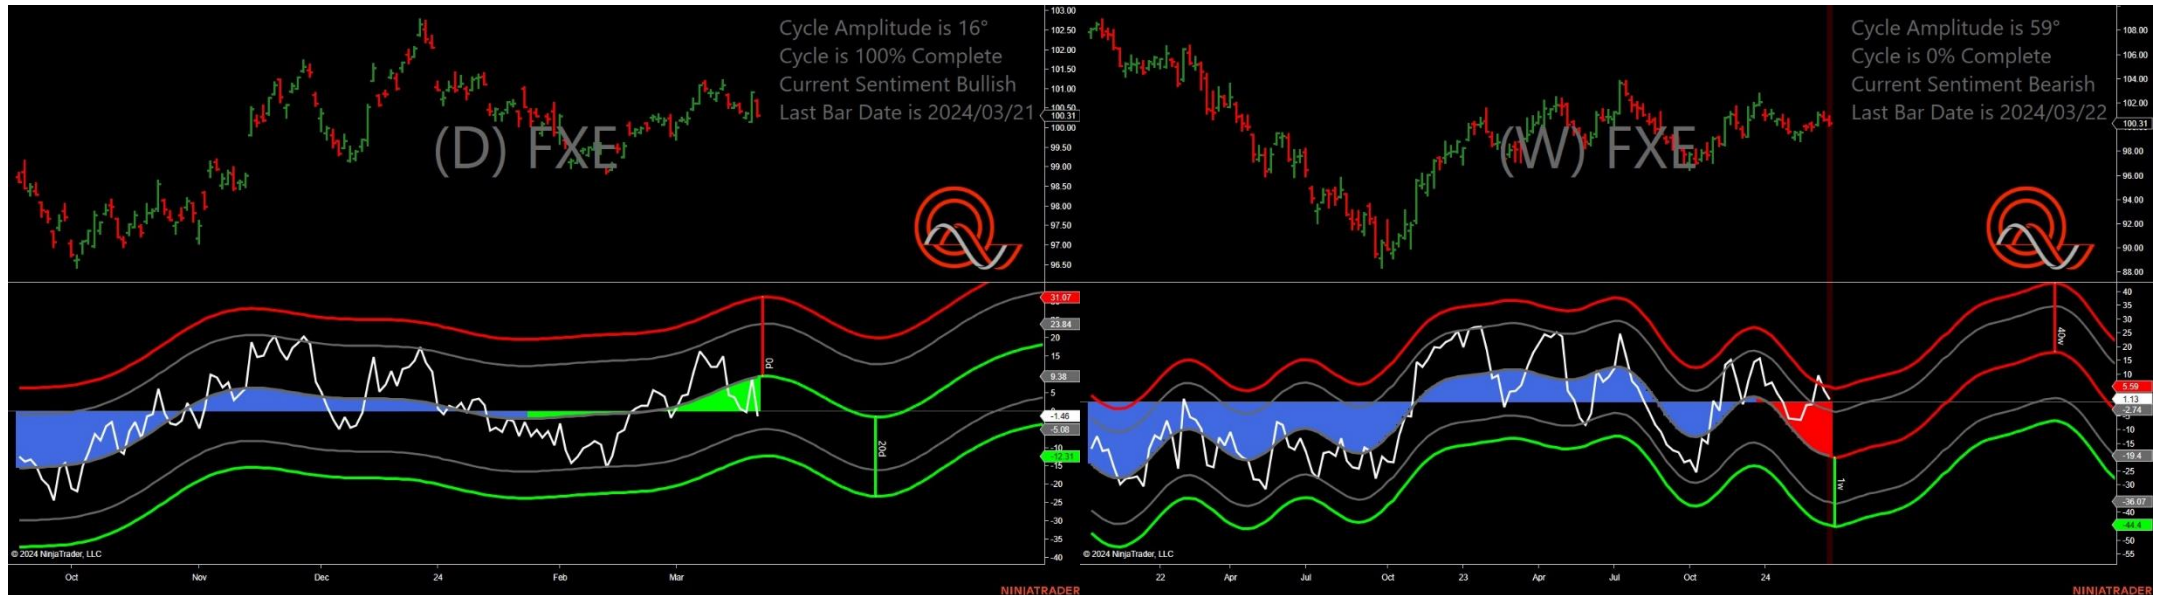 Cycle Amplitude is 16°
Cycle is 100% Complete
Current Sentiment Bullish
Last Bar Date is 2024/03/21
(D) FXE
103.00
102.50
102.00
101.50
101.00
100.50
100.31
100.00
99.50
99.00
98.50
98.00
97.50
97.00
96.50
31.07
23.84
20
15
9.38
5
-1.46
-5.08
-10
-12.31
-15
-20
-25
-30
-35
-40
0d
20d
© 2024 NinjaTrader, LLC
Oct
Nov
Dec
24
Feb
Mar
NINJATRADER
Cycle Amplitude is 59°
Cycle is 0% Complete
Current Sentiment Bearish
Last Bar Date is 2024/03/22
(W) FXE
108.00
106.00
104.00
102.00
100.31
98.00
96.00
94.00
92.00
90.00
88.00
40
35
30
25
20
15
10
5.59
1.13
-2.74
-10
-15
-19.4
-25
-30
-36.07
-40
-44.4
-50
-55
40w
1w
© 2024 NinjaTrader, LLC
22
Apr
Jul
Oct
23
Apr
Jul
Oct
24
NINJATRADER